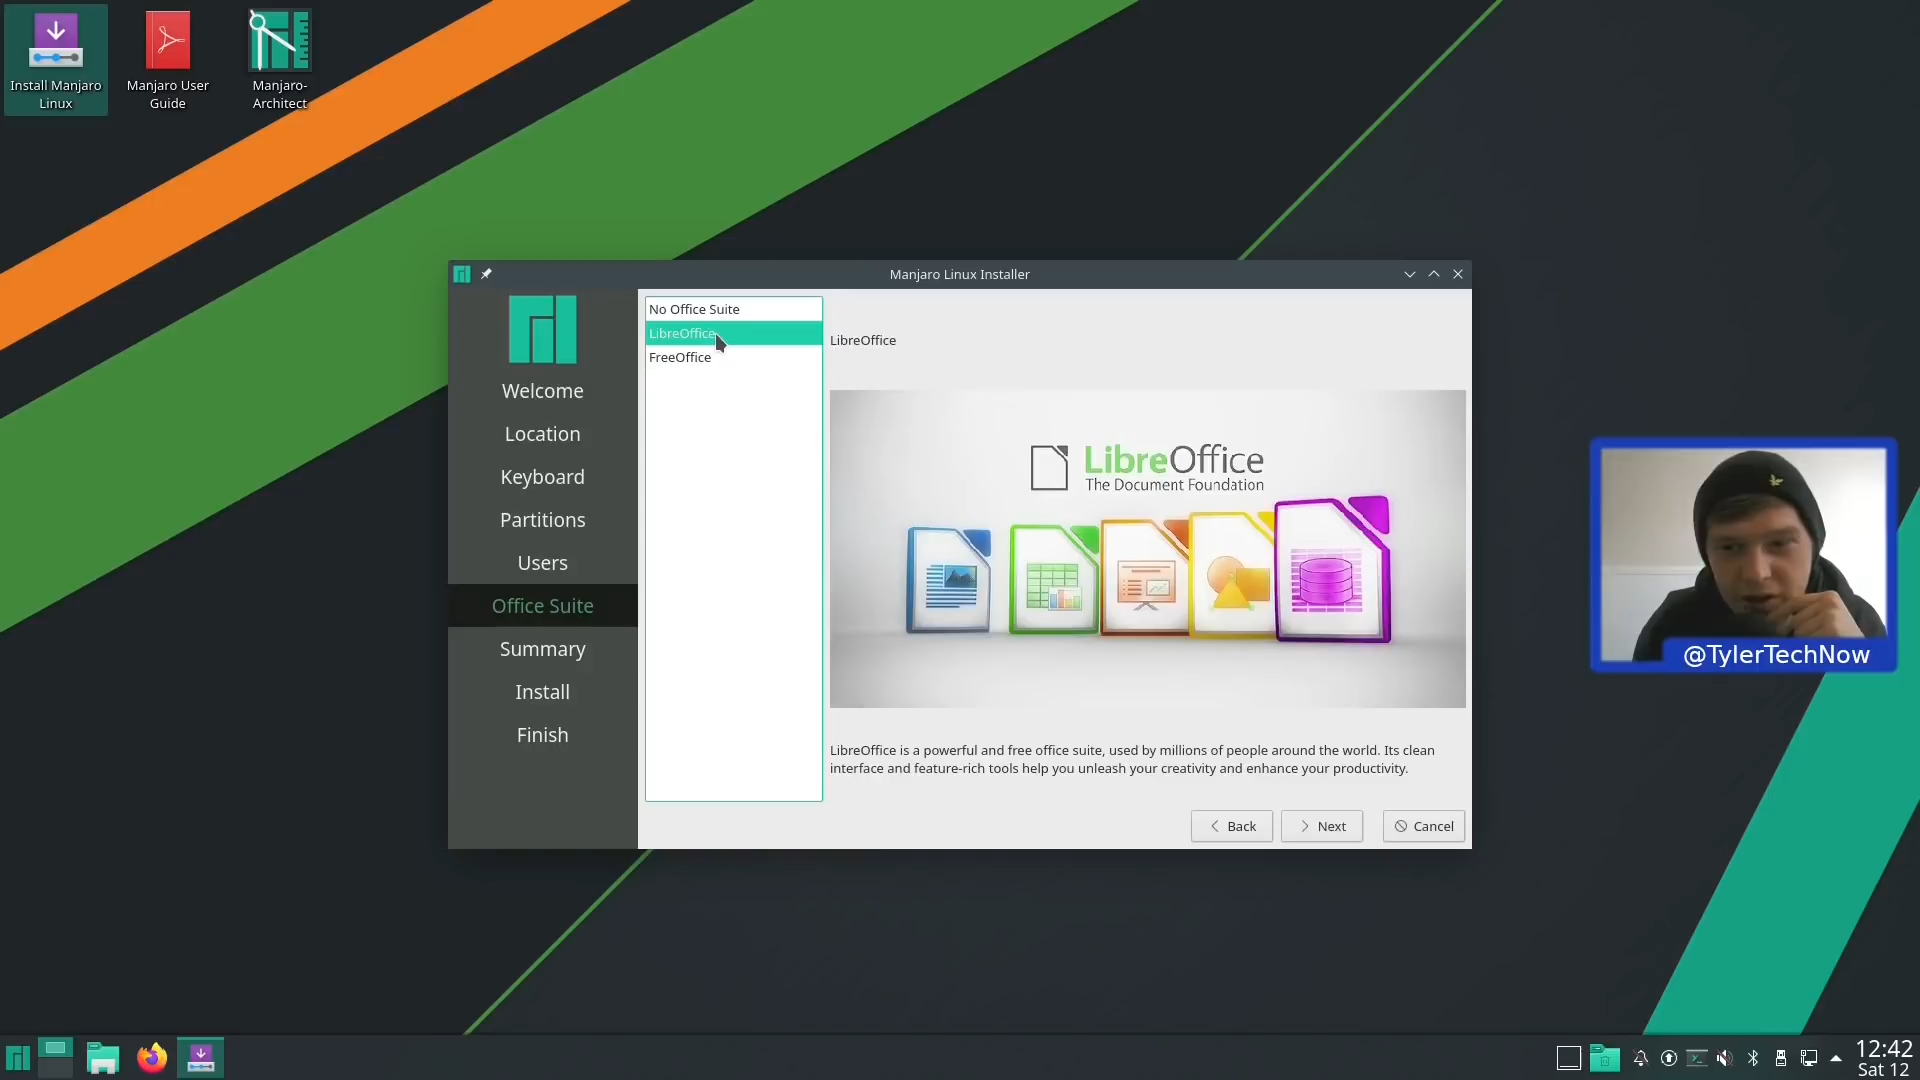 Install Manjaro
Linux
Manjaro User
Guide
Manjaro-
Architect
Manjaro Linux Installer
Welcome
Location
Keyboard
Partitions
Users
Office Suite
Summary
Install
Finish
No Office Suite
LibreOffice
FreeOffice
LibreOffice
LibreOffice
The Document Foundation
LibreOffice is a powerful and free office suite, used by millions of people around the world. Its clean
interface and feature-rich tools help you unleash your creativity and enhance your productivity.
Back
Next
Cancel
@TylerTechNow
12:42
Sat 12